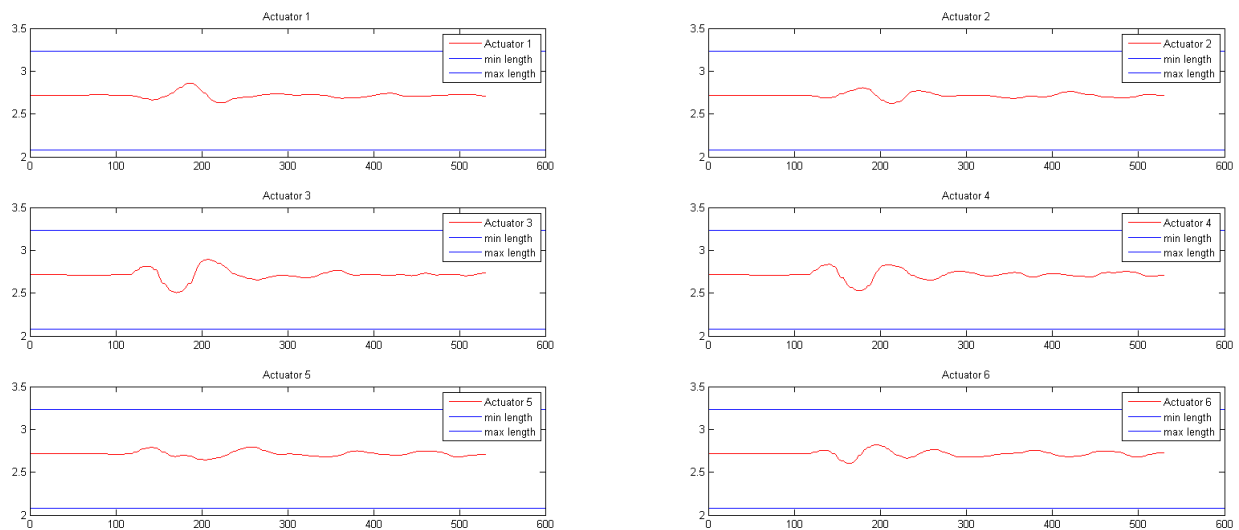 Actuator 1
3.5
3
2.5
2
0 100 200 300 400 500 600
Actuator 1
min length
max length
Actuator 2
3.5
3
2.5
2
0 100 200 300 400 500 600
Actuator 2
min length
max length
Actuator 3
3.5
3
2.5
2
0 100 200 300 400 500 600
Actuator 3
min length
max length
Actuator 4
3.5
3
2.5
2
0 100 200 300 400 500 600
Actuator 4
min length
max length
Actuator 5
3.5
3
2.5
2
0 100 200 300 400 500 600
Actuator 5
min length
max length
Actuator 6
3.5
3
2.5
2
0 100 200 300 400 500 600
Actuator 6
min length
max length